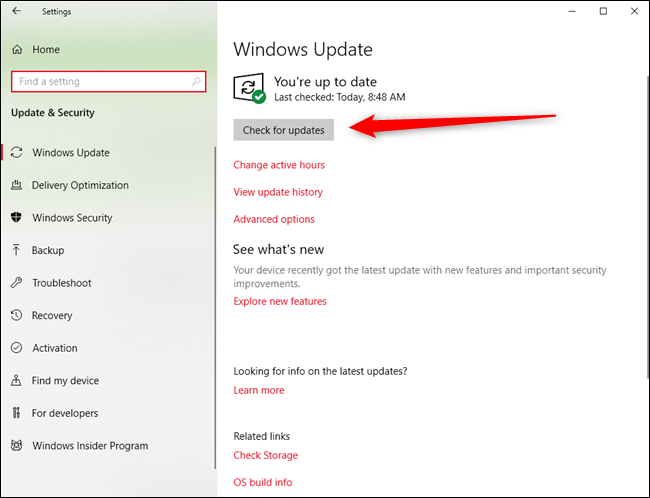 Settings
Home
Find a setting
Update & Security
Windows Update
Delivery Optimization
Windows Security
Backup
Troubleshoot
Recovery
Activation
Find my device
For developers
Windows Insider Program
Windows Update
You're up to date
Last checked: Today, 8:48 AM
Check for updates
Change active hours
View update history
Advanced options
See what's new
Your device recently got the latest update with new features and important security
improvements.
Explore new features
Looking for info on the latest updates?
Learn more
Related links
Check Storage
OS build info